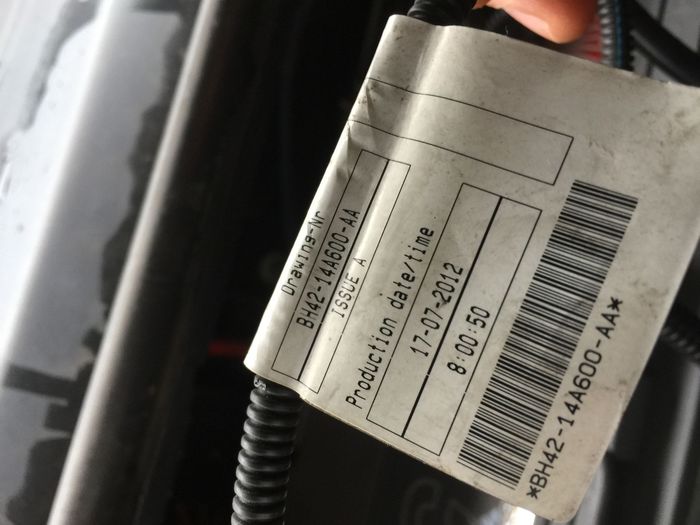 Drawing-Nr
BH42-14A600-AA
ISSUE A
Production date/time
17-07-2012
8:00:50
*BH42-14A600-AA*